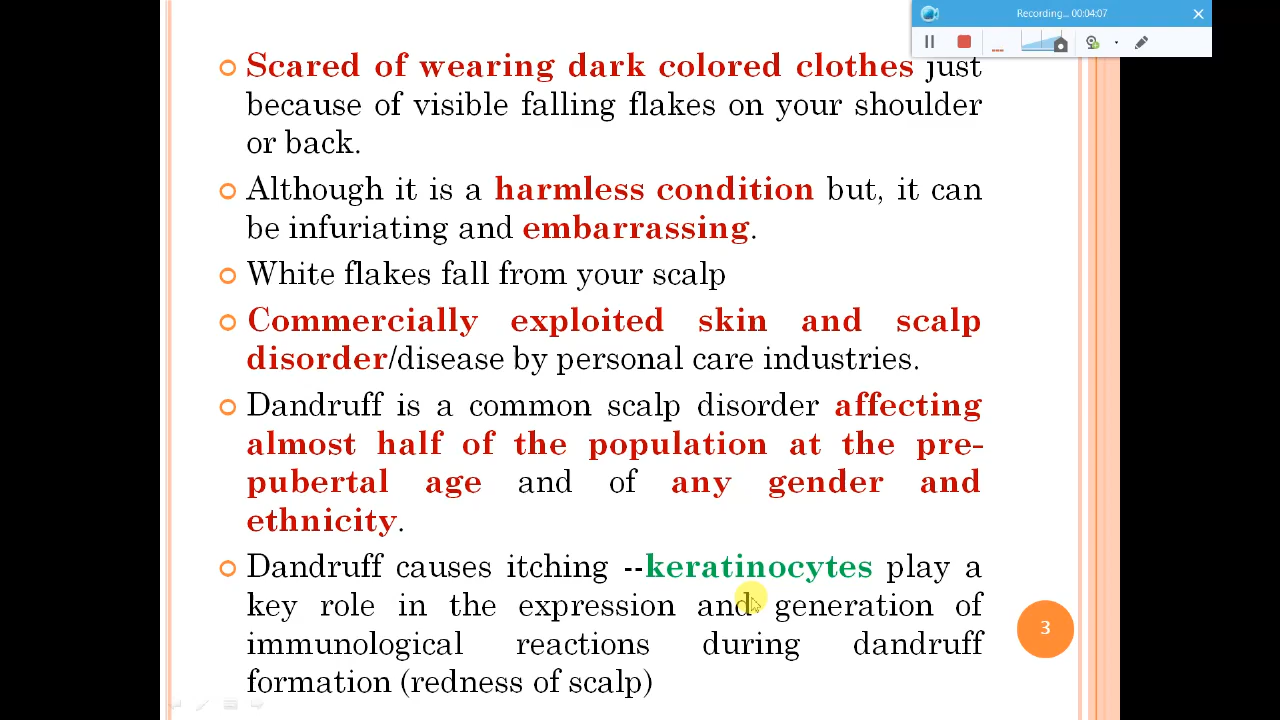 Recording... 00:04:07
Scared of wearing dark colored clothes just
because of visible falling flakes on your shoulder
or back.
Although it is a harmless condition but, it can
be infuriating and embarrassing.
White flakes fall from your scalp
Commercially exploited skin and scalp
disorder/disease by personal care industries.
Dandruff is a common scalp disorder affecting
almost half of the population at the pre-
pubertal age and of any gender and
ethnicity.
Dandruff causes itching --keratinocytes play a
key role in the expression and generation of
immunological reactions during dandruff
formation (redness of scalp)
3